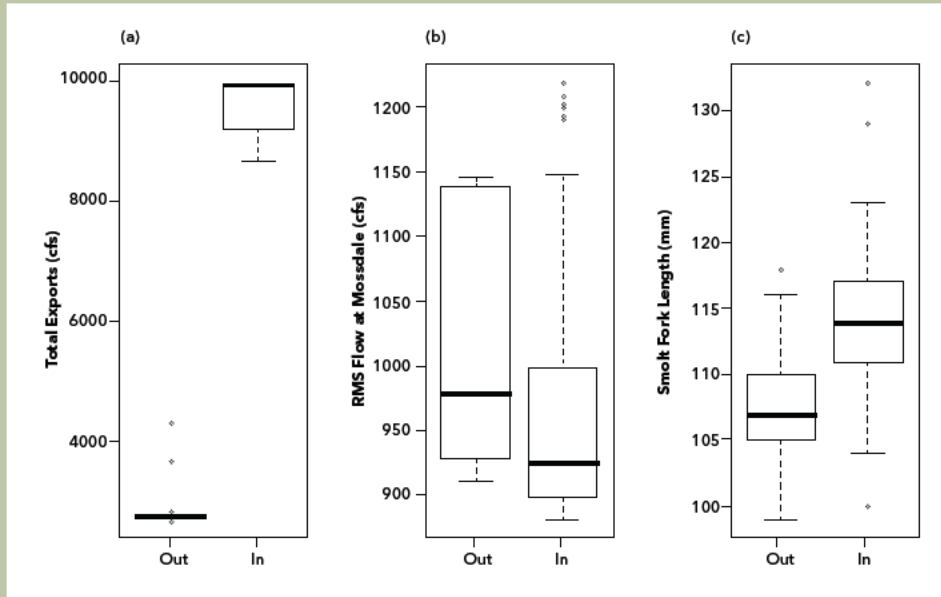 (a)
Total Exports (cfs)
10000
8000
6000
4000
Out In
(b)
RMS Flow at Mossdale (cfs)
1200
1150
1100
1050
1000
950
900
Out In
(c)
Smolt Fork Length (mm)
130
125
120
115
110
105
100
Out In